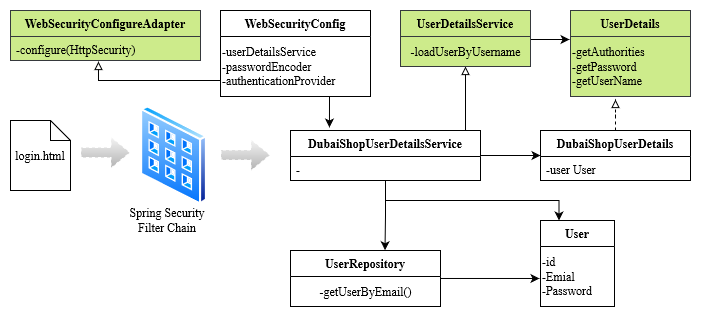 WebSecurityConfigureAdapter
-configure(HttpSecurity)
WebSecurityConfig
-userDetailsService
-passwordEncoder
-authenticationProvider
UserDetailsService
-loadUserByUsername
UserDetails
-getAuthorities
-getPassword
-getUserName
login.html
Spring Security
Filter Chain
DubaiShopUserDetailsService
-
DubaiShopUserDetails
-user User
UserRepository
-getUserByEmail()
User
-id
-Emial
-Password